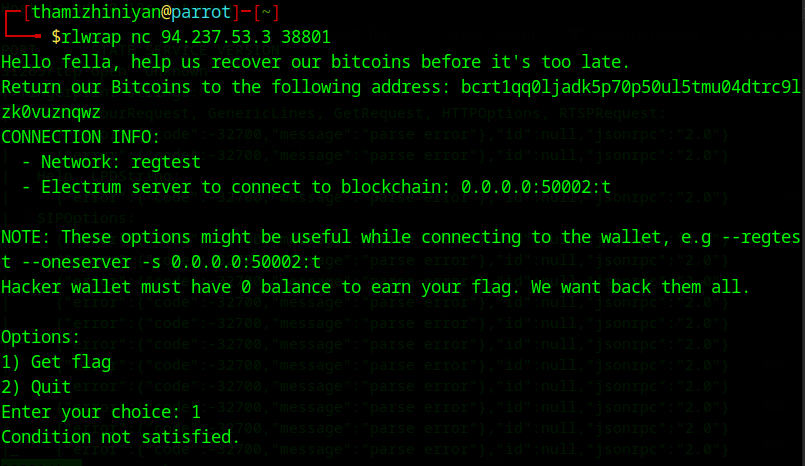 ┌─[thamizhiniyan@parrot]─[~]
└──╼ $rlwrap nc 94.237.53.3 38801
Hello fella, help us recover our bitcoins before it's too late.
Return our Bitcoins to the following address: bcrt1qq0ljadk5p70p50ul5tmu04dtrc9l
zk0vuznqwz
CONNECTION INFO:
  - Network: regtest
  - Electrum server to connect to blockchain: 0.0.0.0:50002:t

NOTE: These options might be useful while connecting to the wallet, e.g --regtes
t --oneserver -s 0.0.0.0:50002:t
Hacker wallet must have 0 balance to earn your flag. We want back them all.

Options:
1) Get flag
2) Quit
Enter your choice: 1
Condition not satisfied.